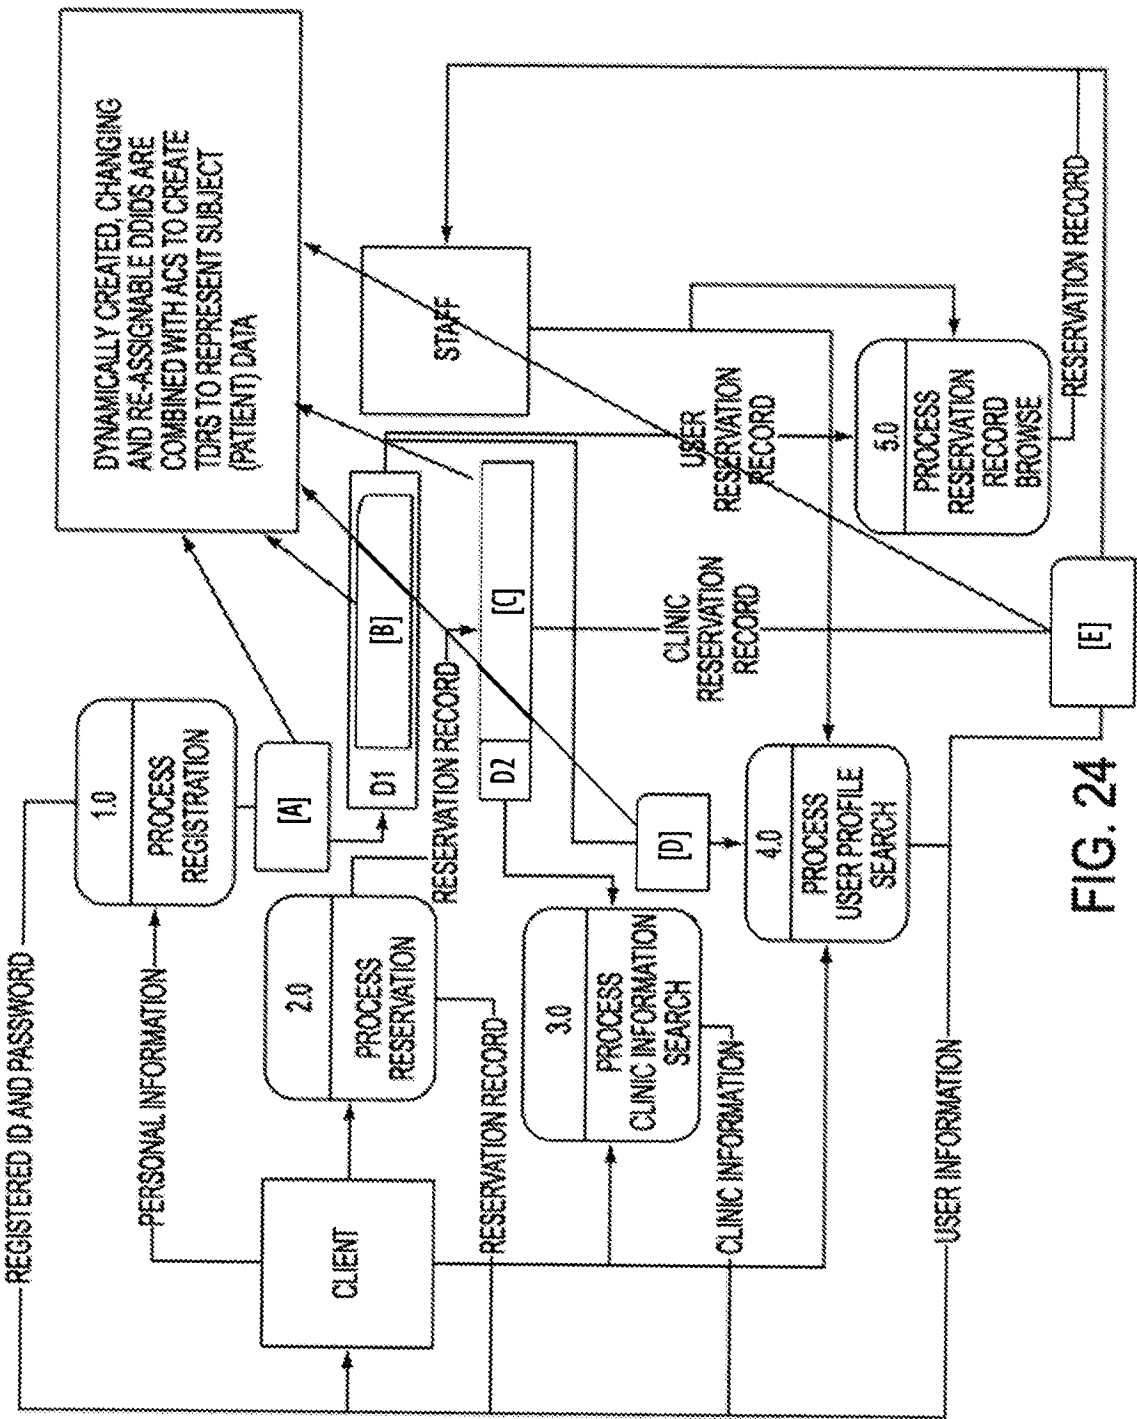 REGISTERED ID AND PASSWORD
PERSONAL INFORMATION
1.0
PROCESS
REGISTRATION
[A]
DYNAMICALLY CREATED, CHANGING
AND RE-ASSIGNABLE DDIDS ARE
COMBINED WITH ACS TO CREATE
TDRS TO REPRESENT SUBJECT
(PATIENT) DATA
CLIENT
2.0
PROCESS
RESERVATION
D1
[B]
STAFF
RESERVATION RECORD
RESERVATION RECORD
D2
[C]
3.0
PROCESS
CLINIC INFORMATION
SEARCH
CLINIC INFORMATION
[D]
CLINIC
RESERVATION
RECORD
USER
RESERVATION
RECORD
4.0
PROCESS
USER PROFILE
SEARCH
5.0
PROCESS
RESERVATION
RECORD
BROWSE
USER INFORMATION
[E]
RESERVATION RECORD
FIG. 24